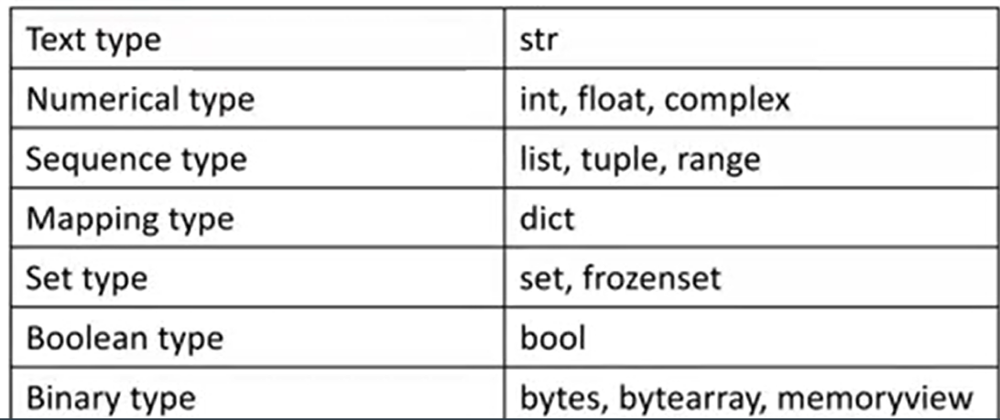 Text type str
Numerical type int, float, complex
Sequence type list, tuple, range
Mapping type dict
Set type set, frozenset
Boolean type bool
Binary type bytes, bytearray, memoryview